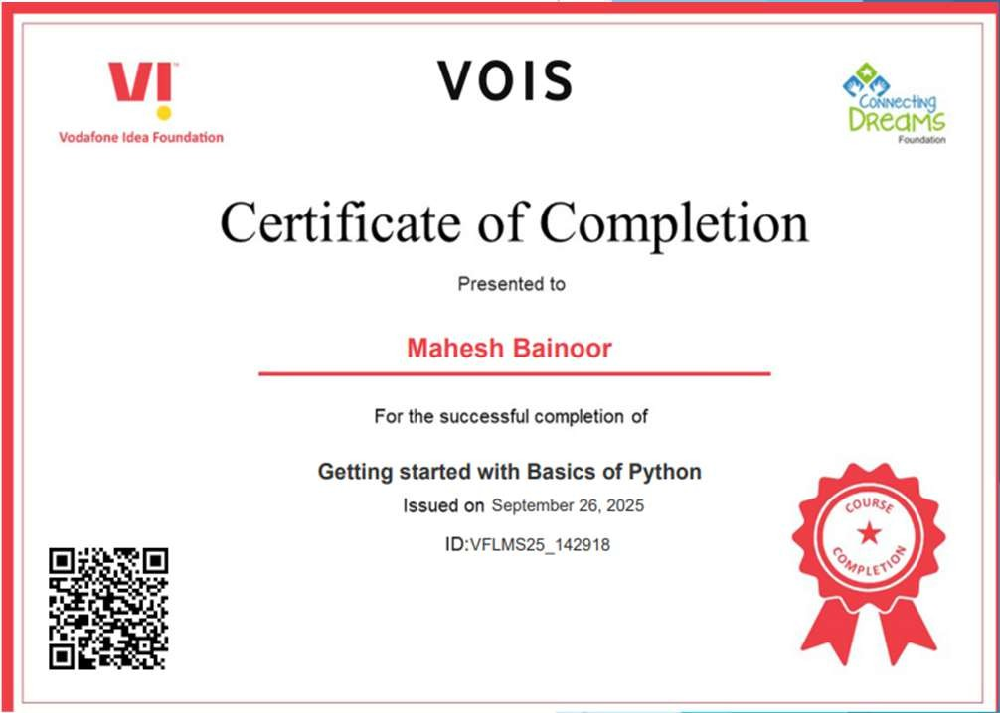 VI™
Vodafone Idea Foundation
VOIS
CONNECTING
DREAMS
Foundation
Certificate of Completion
Presented to
Mahesh Bainoor
For the successful completion of
Getting started with Basics of Python
Issued on September 26, 2025
ID:VFLMS25_142918
COURSE
COMPLETION